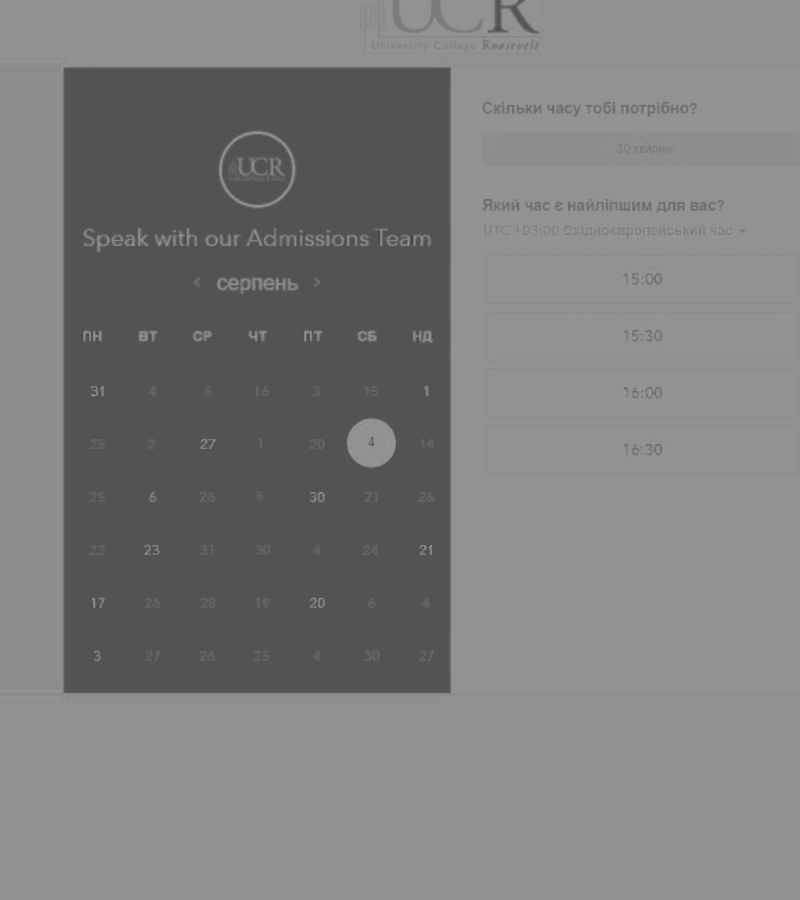 UCR
University College Roosevelt
UCR
Speak with our Admissions Team
серпень
ПН ВТ СР ЧТ ПТ СБ НД
31 4 6 16 3 15 1
25 2 27 1 20 4 14
25 6 26 5 30 21 26
23 23 31 30 4 24 21
17 26 28 19 20 6 4
3 27 26 25 4 30 27
Скільки часу тобі потрібно?
30 хвилин
Який час є найліпшим для вас?
UTC +03:00 Східноєвропейський час
15:00
15:30
16:00
16:30